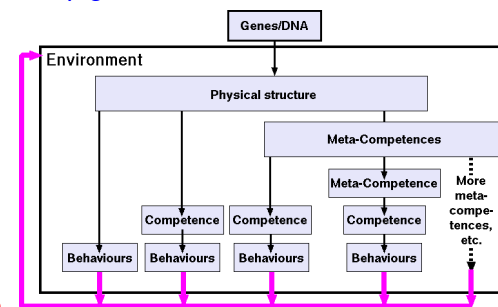 Genes/DNA
Environment
Physical structure
Meta-Competences
Meta-Competence
More
meta-
compe-
tences,
etc.
Competence
Competence
Competence
Behaviours
Behaviours
Behaviours
Behaviours